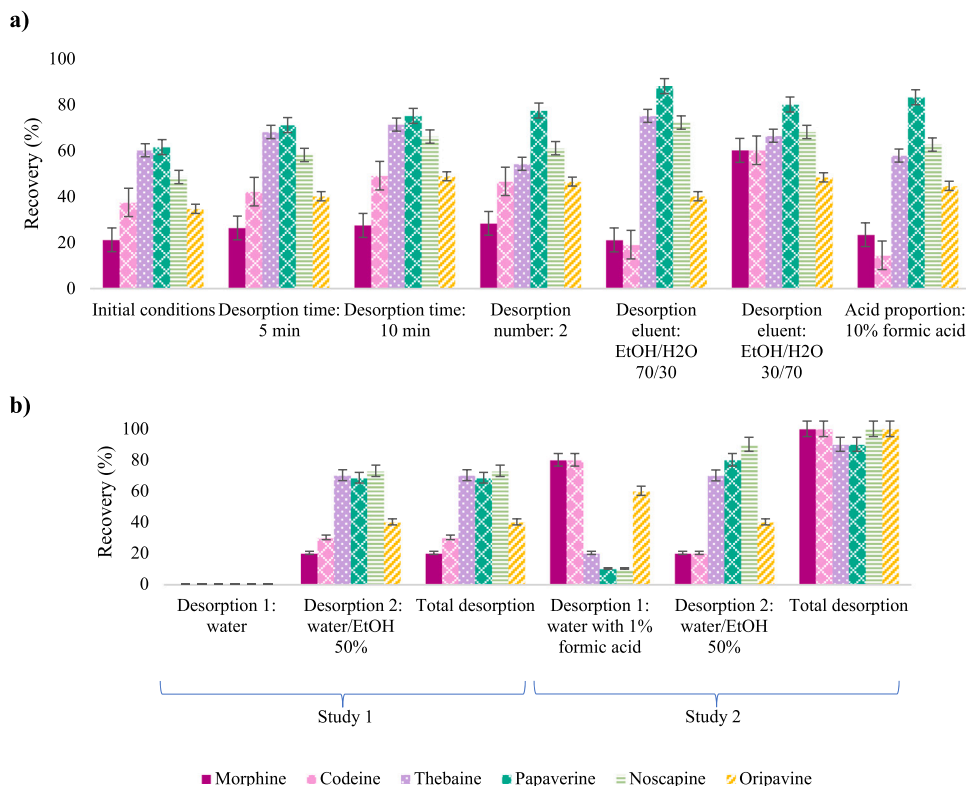 a)
Recovery (%)
100
80
60
40
20
0
Initial conditions
Desorption time:
5 min
Desorption time:
10 min
Desorption
number: 2
Desorption
eluent:
EtOH/H2O
70/30
Desorption
eluent:
EtOH/H2O
30/70
Acid proportion:
10% formic acid
b)
Recovery (%)
100
80
60
40
20
0
Desorption 1:
water
Desorption 2:
water/EtOH
50%
Total desorption
Desorption 1:
water with 1%
formic acid
Desorption 2:
water/EtOH
50%
Total desorption
Study 1
Study 2
Morphine
Codeine
Thebaine
Papaverine
Noscapine
Oripavine